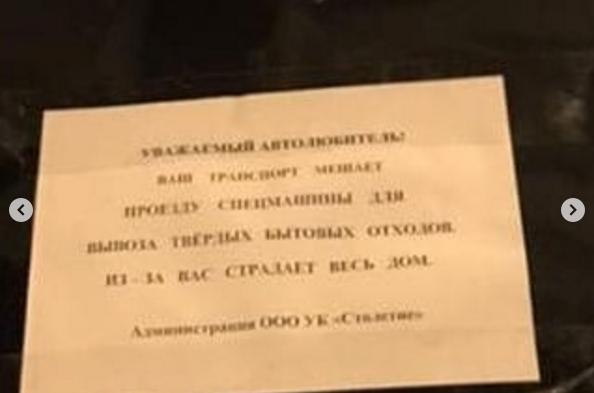 УВАЖАЕМЫЙ АВТОЛЮБИТЕЛЬ!
ВАШ ТРАНСПОРТ МЕШАЕТ
ПРОЕЗДУ СПЕЦМАШИНЫ ДЛЯ
ВЫВОЗА ТВЁРДЫХ БЫТОВЫХ ОТХОДОВ.
ИЗ - ЗА ВАС СТРАДАЕТ ВЕСЬ ДОМ.
Администрация ООО УК «Столетие»